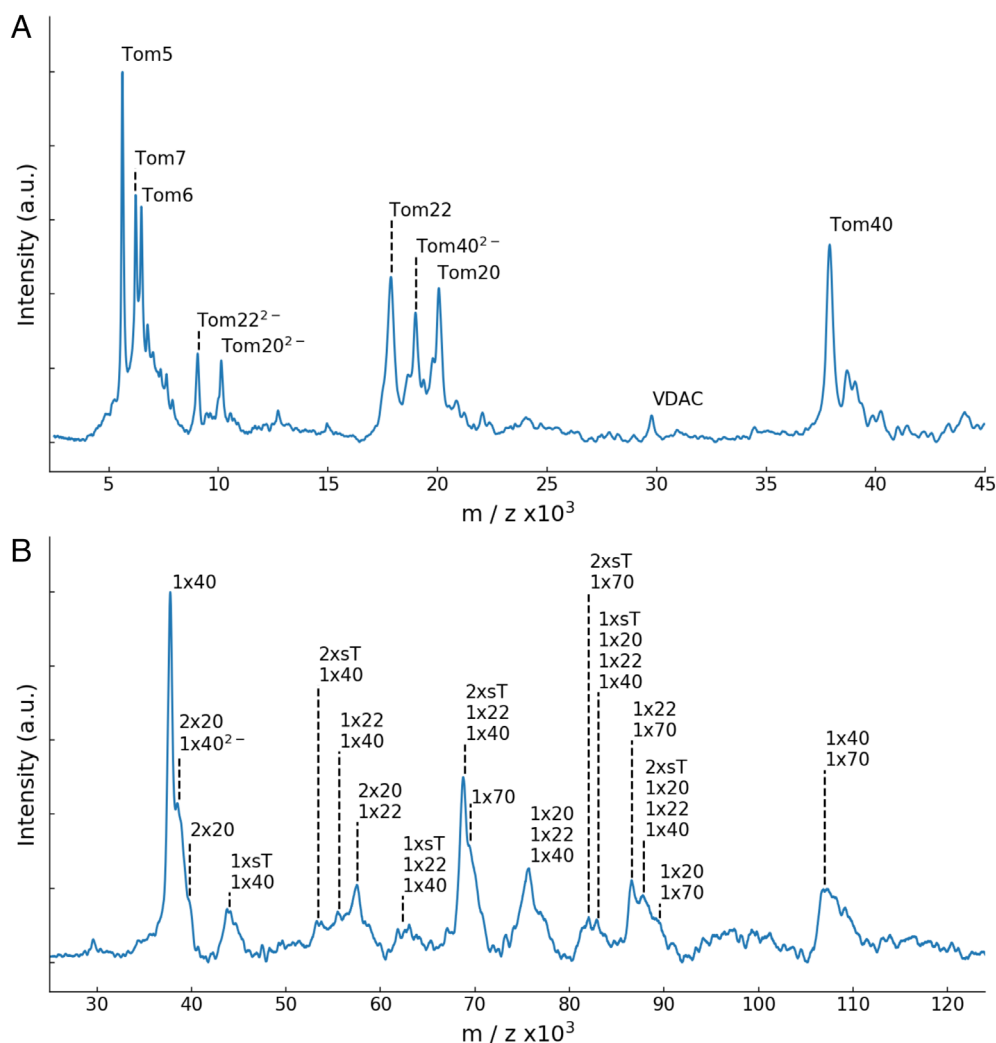 A
Tom5
Tom7
Tom6
Tom22²⁻
Tom20²⁻
Tom22
Tom40²⁻
Tom20
VDAC
Tom40
Intensity (a.u.)
5 10 15 20 25 30 35 40 45
m / z x10³
B
1x40
2x20
1x40²⁻
2x20
1xsT
1x40
2xsT
1x40
1x22
1x40
2x20
1x22
1xsT
1x22
1x40
2xsT
1x22
1x40
1x70
1x20
1x22
1x40
2xsT
1x70
1xsT
1x20
1x22
1x40
1x22
1x70
2xsT
1x20
1x22
1x40
1x20
1x70
1x40
1x70
Intensity (a.u.)
30 40 50 60 70 80 90 100 110 120
m / z x10³